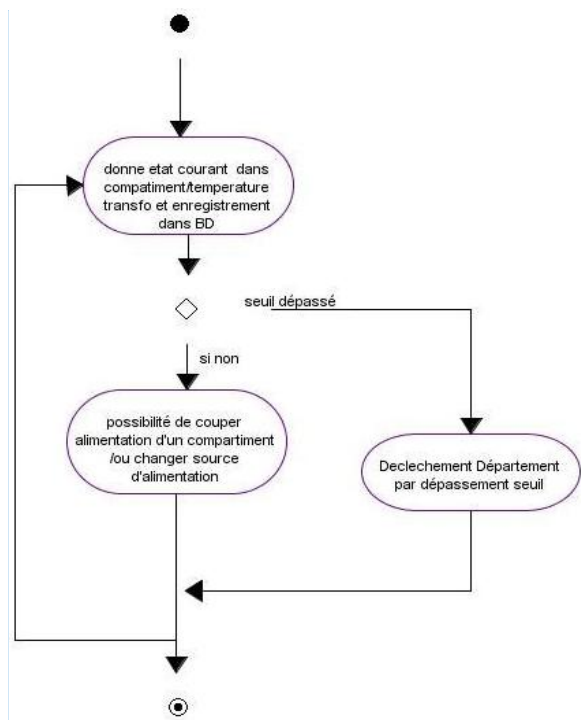 donne etat courant dans
compatiment/temperature
transfo et enregistrement
dans BD
seuil dépassé
si non
possibilité de couper
alimentation d'un compartiment
/ou changer source
d'alimentation
Declechement Département
par dépassement seuil